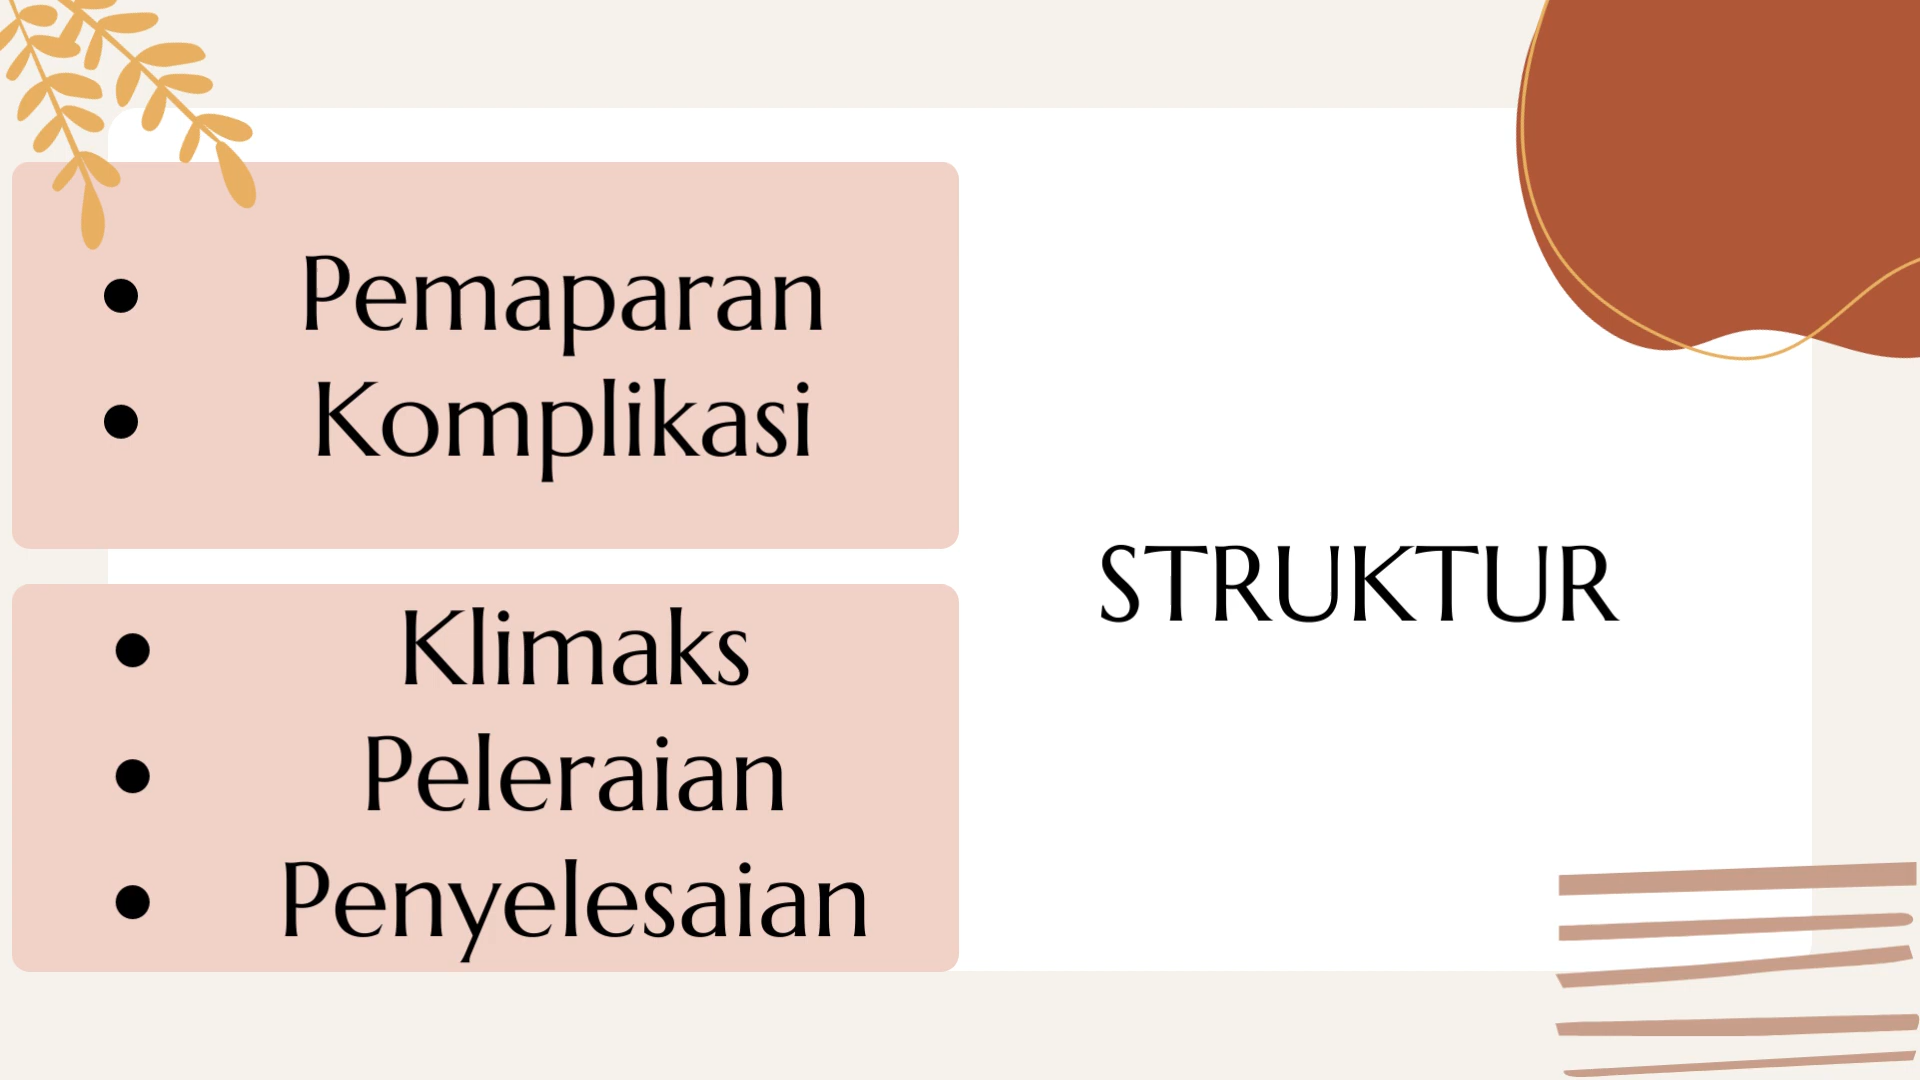 • Pemaparan
• Komplikasi
• Klimaks
• Peleraian
• Penyelesaian
STRUKTUR